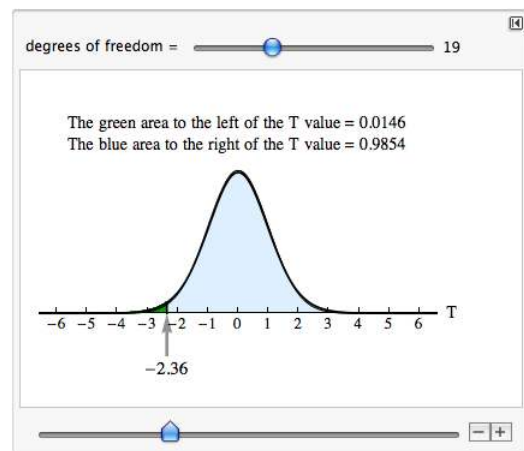 degrees of freedom = 19
The green area to the left of the T value = 0.0146
The blue area to the right of the T value = 0.9854
−6 −5 −4 −3 −2 −1 0 1 2 3 4 5 6 T
−2.36